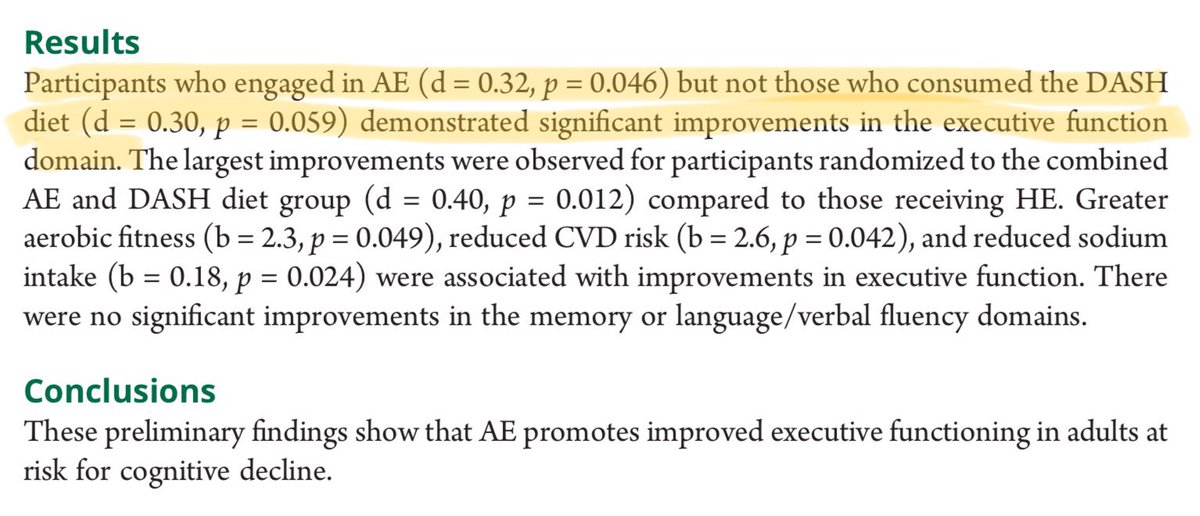 Results
Participants who engaged in AE (d = 0.32, p = 0.046) but not those who consumed the DASH
diet (d = 0.30, p = 0.059) demonstrated significant improvements in the executive function
domain. The largest improvements were observed for participants randomized to the combined
AE and DASH diet group (d = 0.40, p = 0.012) compared to those receiving HE. Greater
aerobic fitness (b = 2.3, p = 0.049), reduced CVD risk (b = 2.6, p = 0.042), and reduced sodium
intake (b = 0.18, p = 0.024) were associated with improvements in executive function. There
were no significant improvements in the memory or language/verbal fluency domains.
Conclusions
These preliminary findings show that AE promotes improved executive functioning in adults at
risk for cognitive decline.